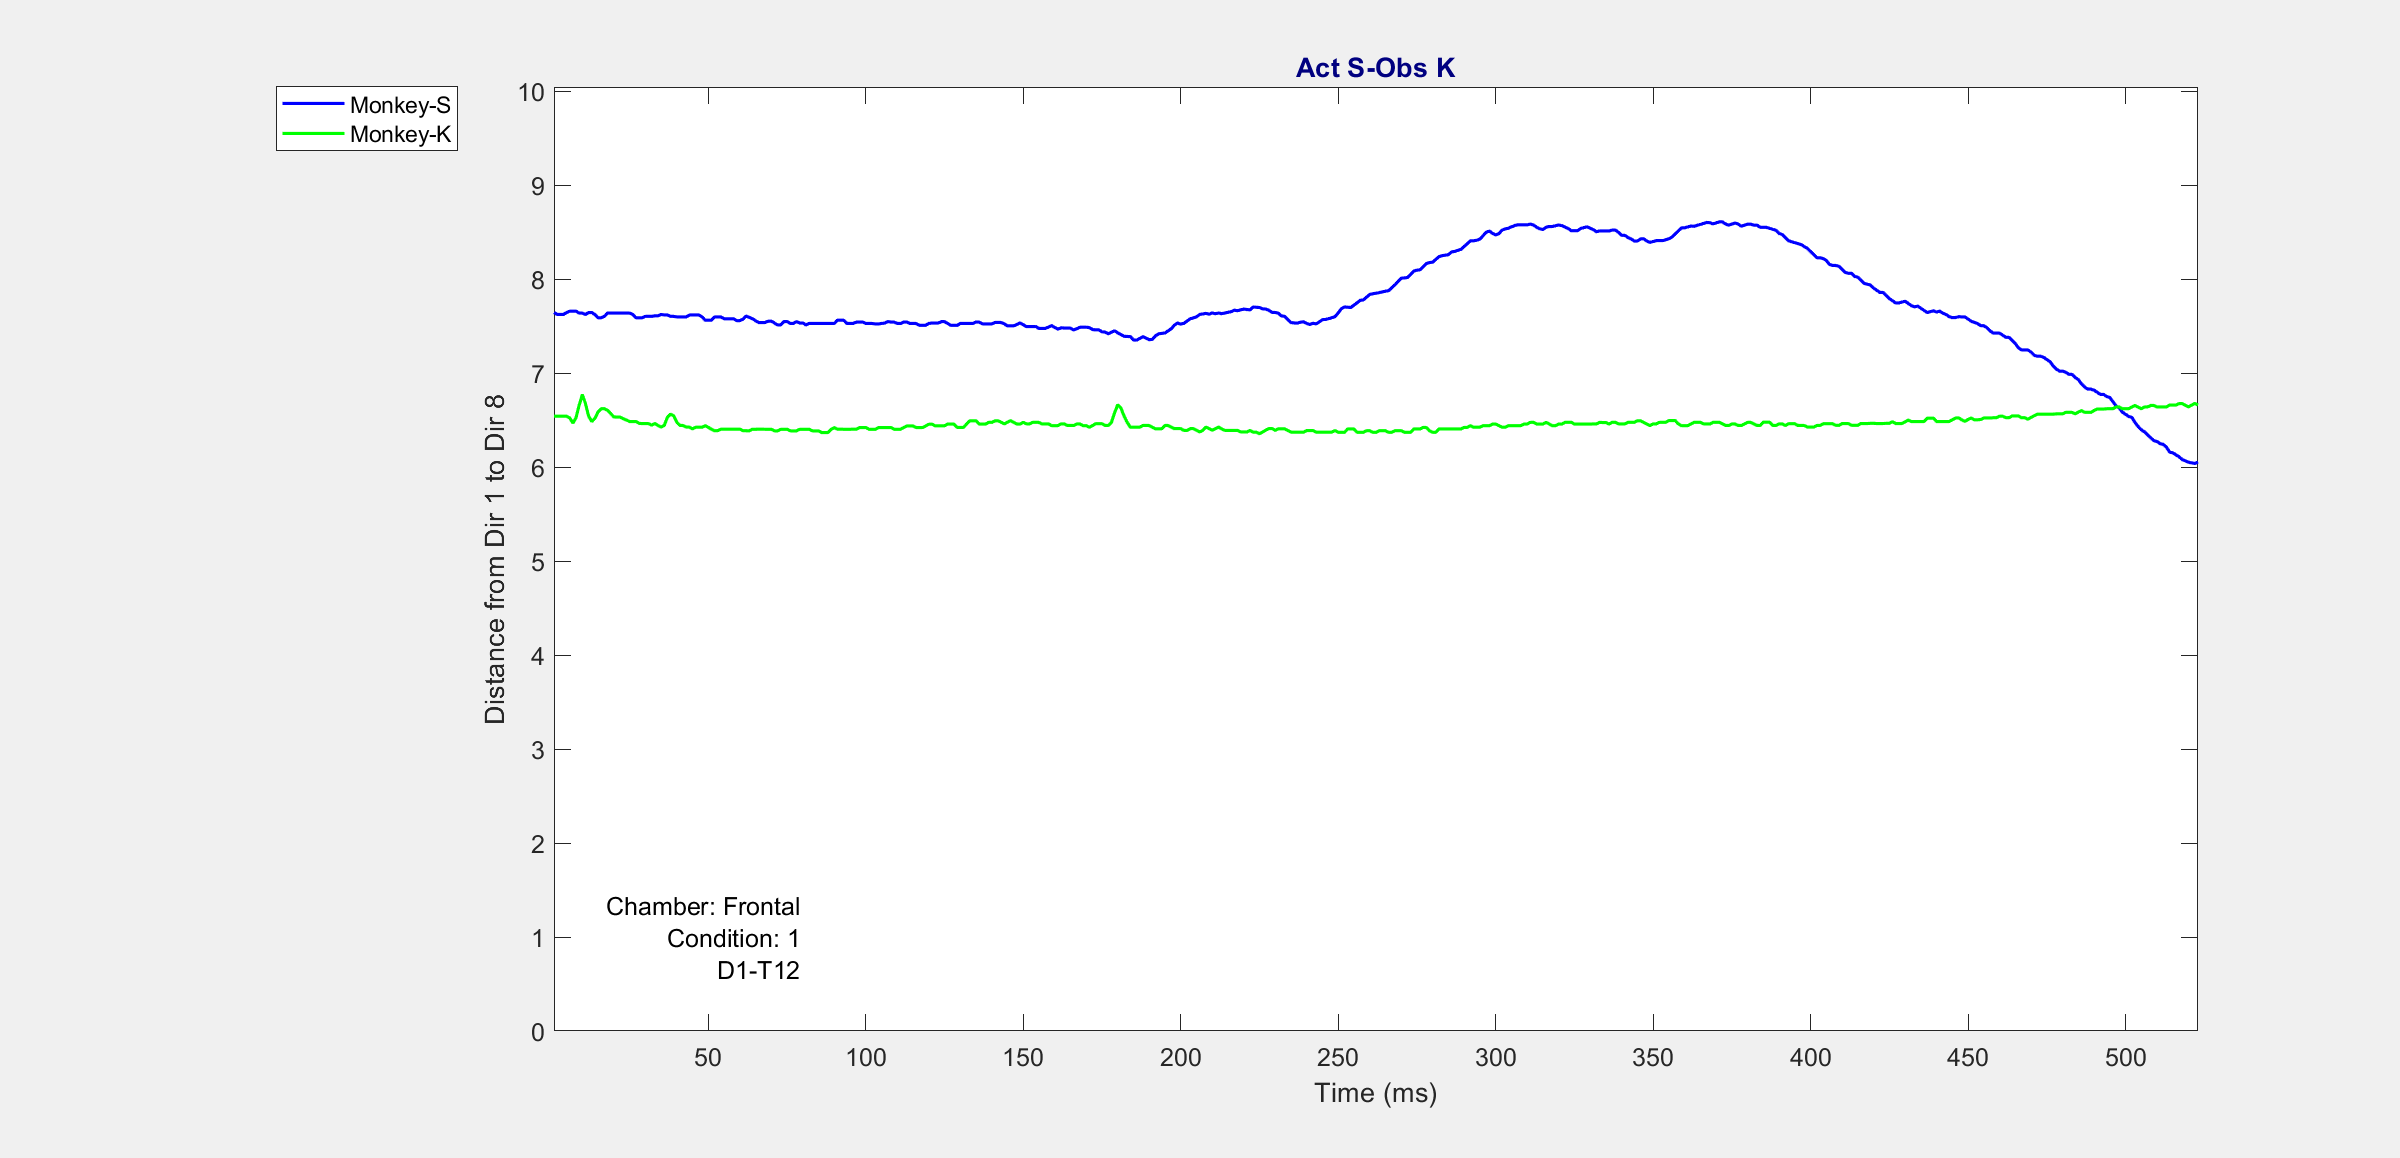 Act S-Obs K
Monkey-S
Monkey-K
10
9
8
7
6
5
4
3
2
1
0
Distance from Dir 1 to Dir 8
Chamber: Frontal
Condition: 1
D1-T12
50 100 150 200 250 300 350 400 450 500
Time (ms)